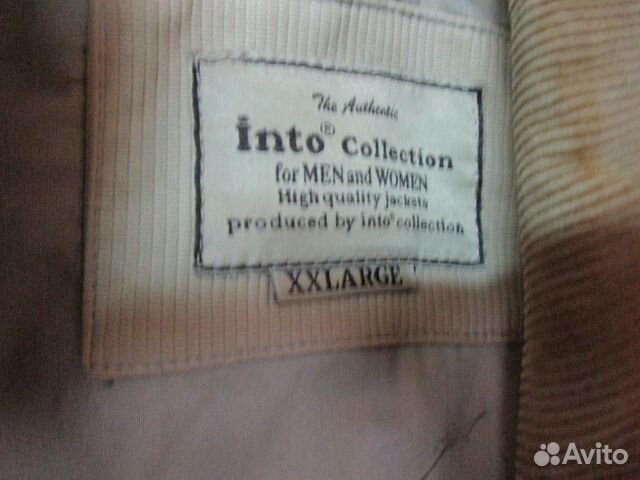 The Authentic
into® Collection
for MEN and WOMEN
High quality jackets
produced by into® collection
XXLARGE
Avito